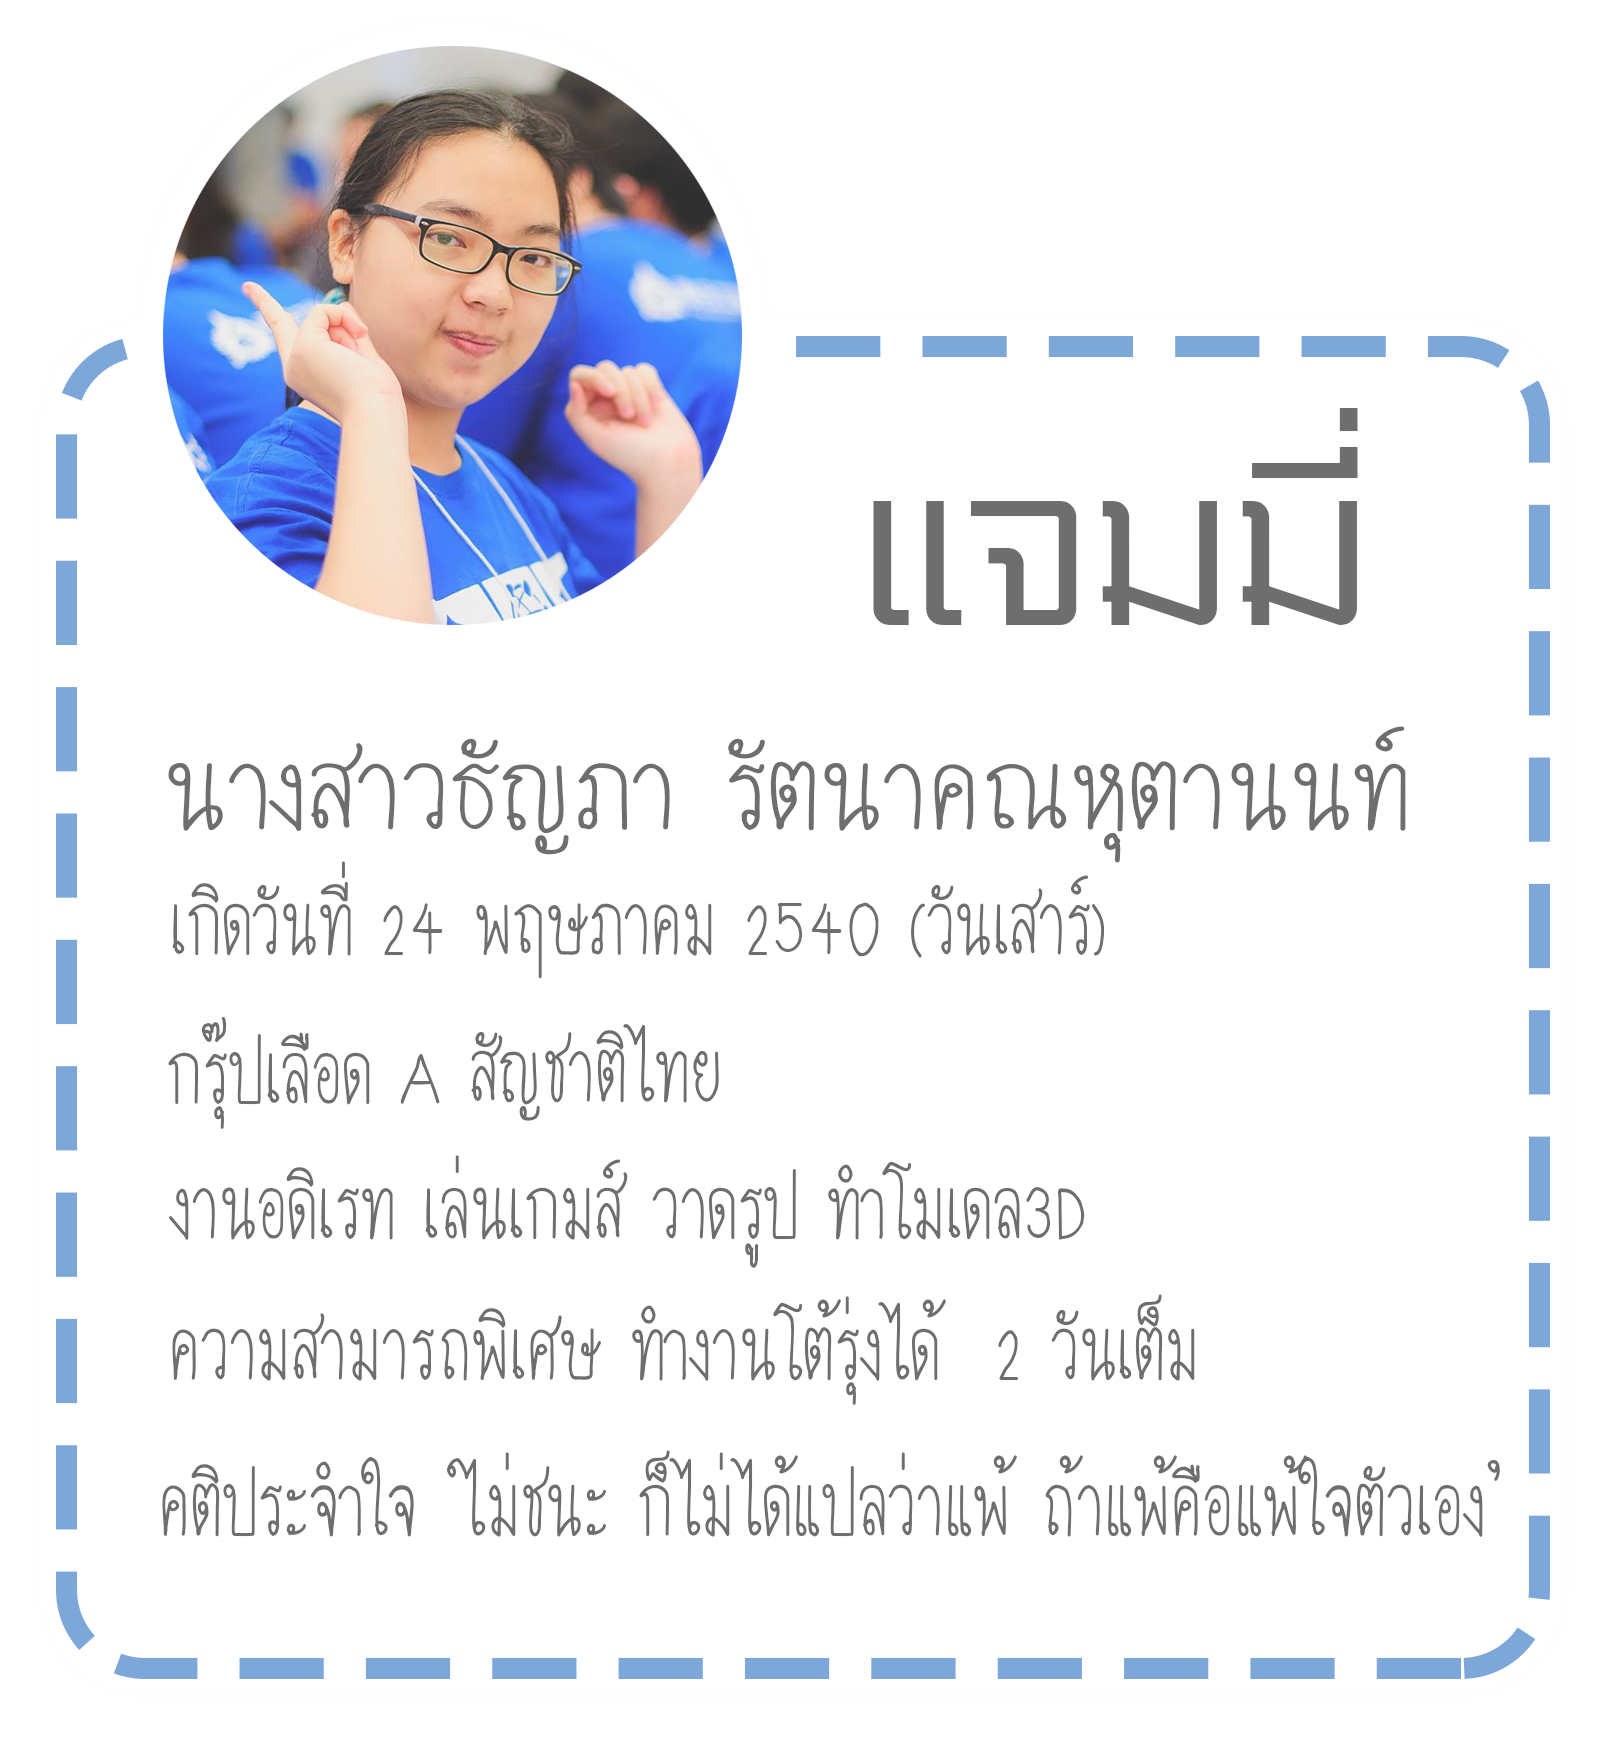 แจมมี่
นางสาวธัญภา รัตนาคณหุตานนท์
เกิดวันที่ 24 พฤษภาคม 2540 (วันเสาร์)
กรุ๊ปเลือด A สัญชาติไทย
งานอดิเรท เล่นเกมส์ วาดรูป ทำโมเดล3D
ความสามารถพิเศษ ทำงานโต้รุ่งได้ 2 วันเต็ม
คติประจำใจ ‘ไม่ชนะ ก็ไม่ได้แปลว่าแพ้ ถ้าแพ้คือแพ้ใจตัวเอง’